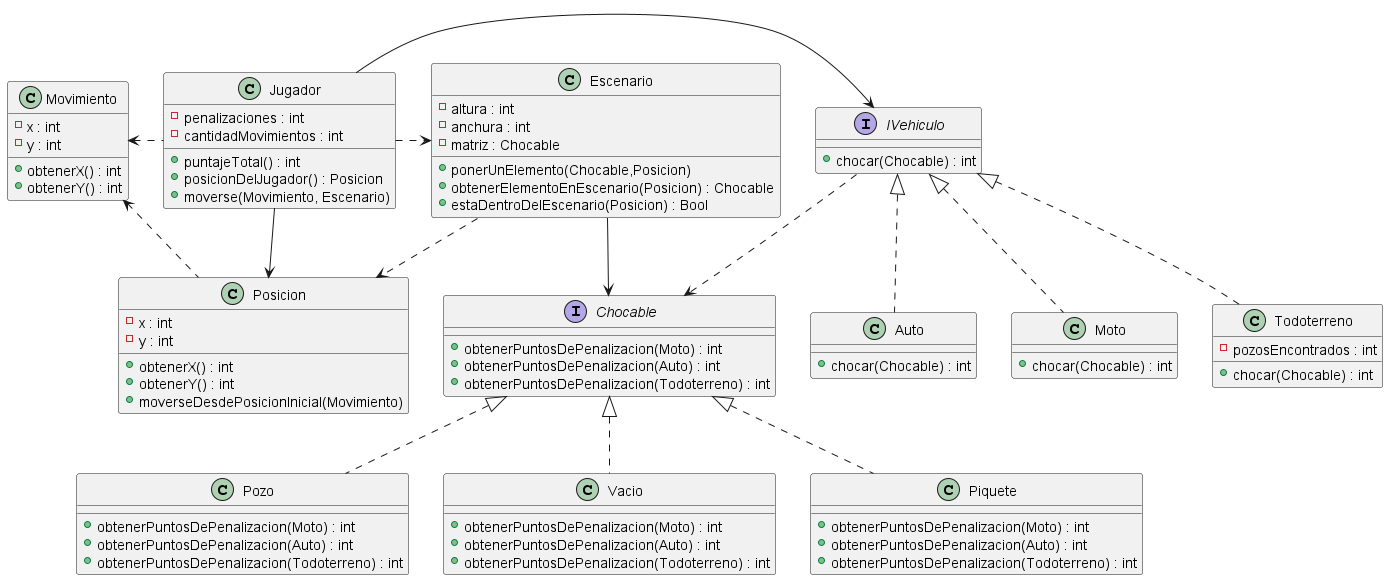 C Movimiento
x : int
y : int
obtenerX() : int
obtenerY() : int
C Jugador
penalizaciones : int
cantidadMovimientos : int
puntajeTotal() : int
posicionDelJugador() : Posicion
moverse(Movimiento, Escenario)
C Escenario
altura : int
anchura : int
matriz : Chocable
ponerUnElemento(Chocable,Posicion)
obtenerElementoEnEscenario(Posicion) : Chocable
estaDentroDelEscenario(Posicion) : Bool
I IVehiculo
chocar(Chocable) : int
C Posicion
x : int
y : int
obtenerX() : int
obtenerY() : int
moverseDesdePosicionInicial(Movimiento)
I Chocable
obtenerPuntosDePenalizacion(Moto) : int
obtenerPuntosDePenalizacion(Auto) : int
obtenerPuntosDePenalizacion(Todoterreno) : int
C Auto
chocar(Chocable) : int
C Moto
chocar(Chocable) : int
C Todoterreno
pozosEncontrados : int
chocar(Chocable) : int
C Pozo
obtenerPuntosDePenalizacion(Moto) : int
obtenerPuntosDePenalizacion(Auto) : int
obtenerPuntosDePenalizacion(Todoterreno) : int
C Vacio
obtenerPuntosDePenalizacion(Moto) : int
obtenerPuntosDePenalizacion(Auto) : int
obtenerPuntosDePenalizacion(Todoterreno) : int
C Piquete
obtenerPuntosDePenalizacion(Moto) : int
obtenerPuntosDePenalizacion(Auto) : int
obtenerPuntosDePenalizacion(Todoterreno) : int